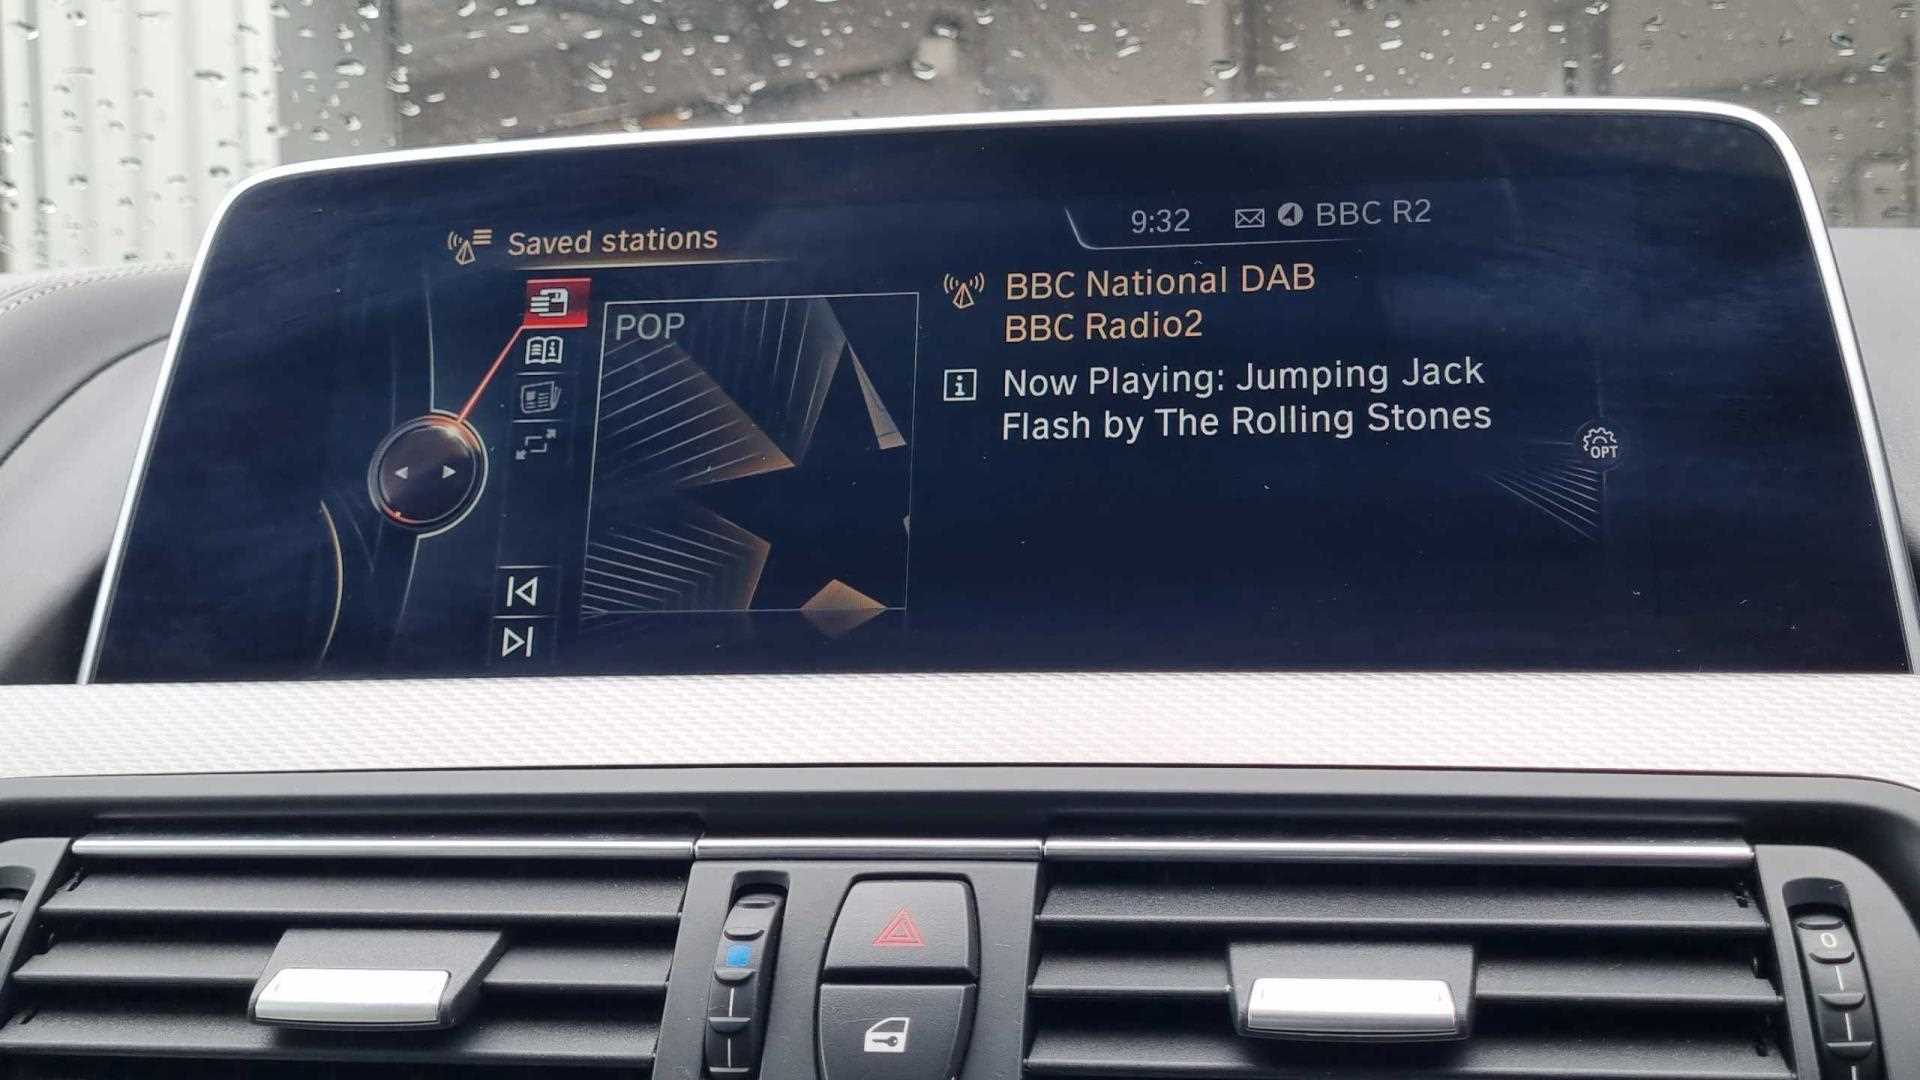 9:32 BBC R2
Saved stations
BBC National DAB
BBC Radio2
POP
Now Playing: Jumping Jack
Flash by The Rolling Stones
OPT
0